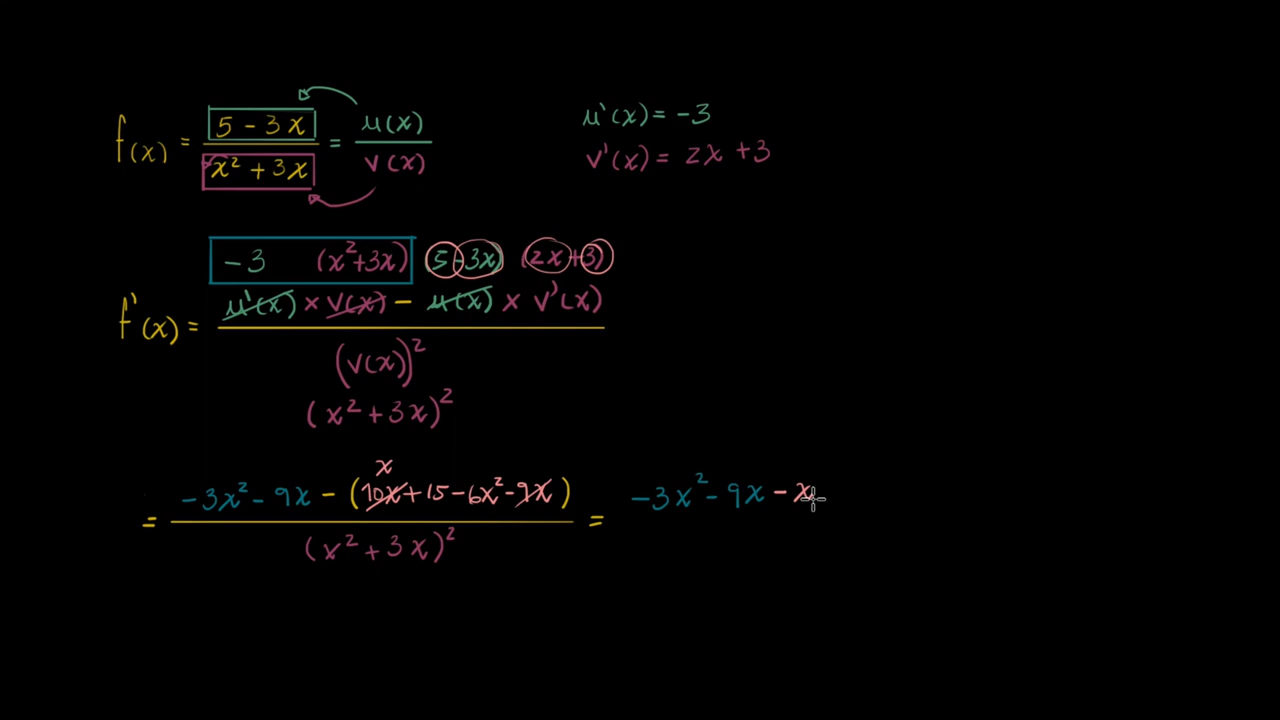 f(x) = 5 - 3x / x² + 3x = μ(x) / v(x)
μ'(x) = -3
v'(x) = 2x + 3
-3 (x²+3x) (5-3x) (2x+3)
f'(x) = μ'(x) × v(x) - μ(x) × v'(x) / (v(x))²
(x² + 3x)²
x
= -3x² - 9x - (10x + 15 - 6x² - 9x) / (x² + 3x)² = -3x² - 9x - x